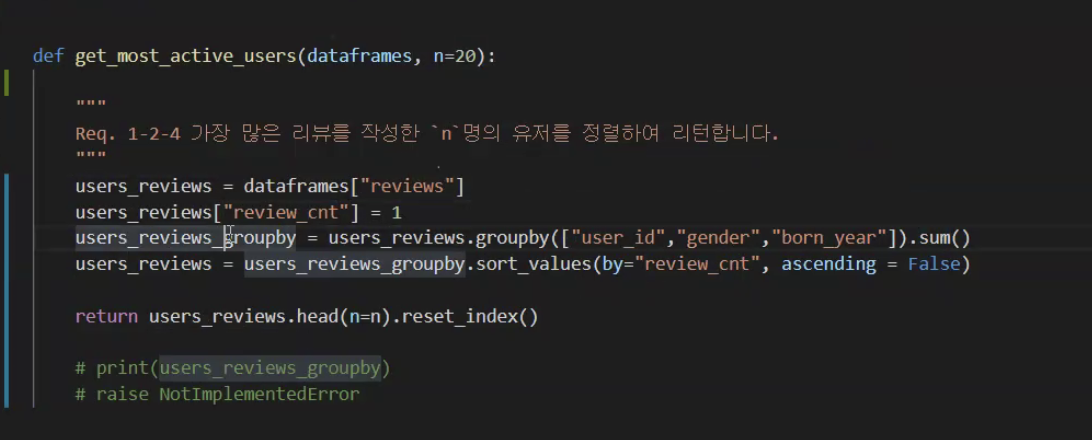 def get_most_active_users(dataframes, n=20):
"""
Req. 1-2-4 가장 많은 리뷰를 작성한 `n`명의 유저를 정렬하여 리턴합니다.
"""
users_reviews = dataframes["reviews"]
users_reviews["review_cnt"] = 1
users_reviews_groupby = users_reviews.groupby(["user_id","gender","born_year"]).sum()
users_reviews = users_reviews_groupby.sort_values(by="review_cnt", ascending = False)
return users_reviews.head(n=n).reset_index()
# print(users_reviews_groupby)
# raise NotImplementedError